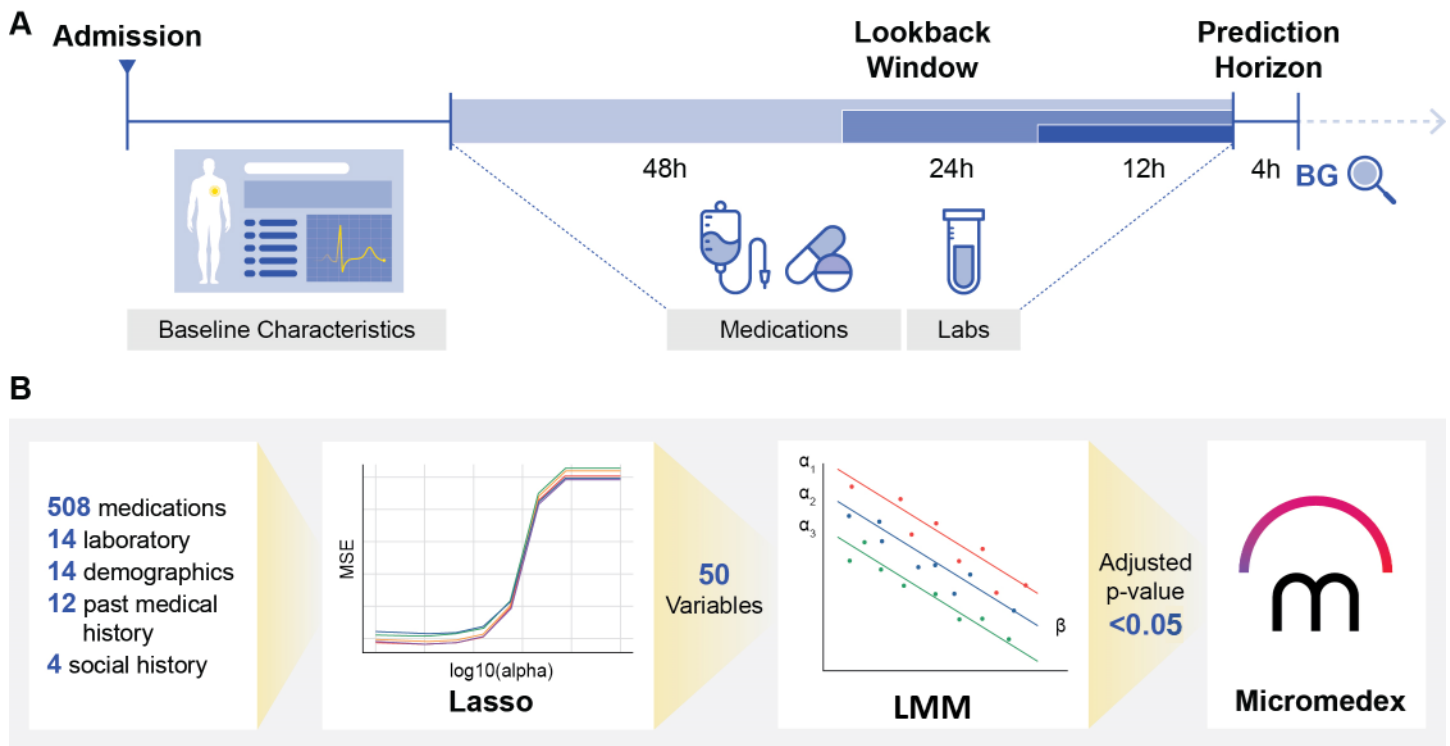 A
Admission
Lookback
Window
Prediction
Horizon
48h
24h
12h
4h
BG
Baseline Characteristics
Medications
Labs
B
508 medications
14 laboratory
14 demographics
12 past medical
history
4 social history
MSE
log10(alpha)
Lasso
50
Variables
α1
α2
α3
β
LMM
Adjusted
p-value
<0.05
m
Micromedex